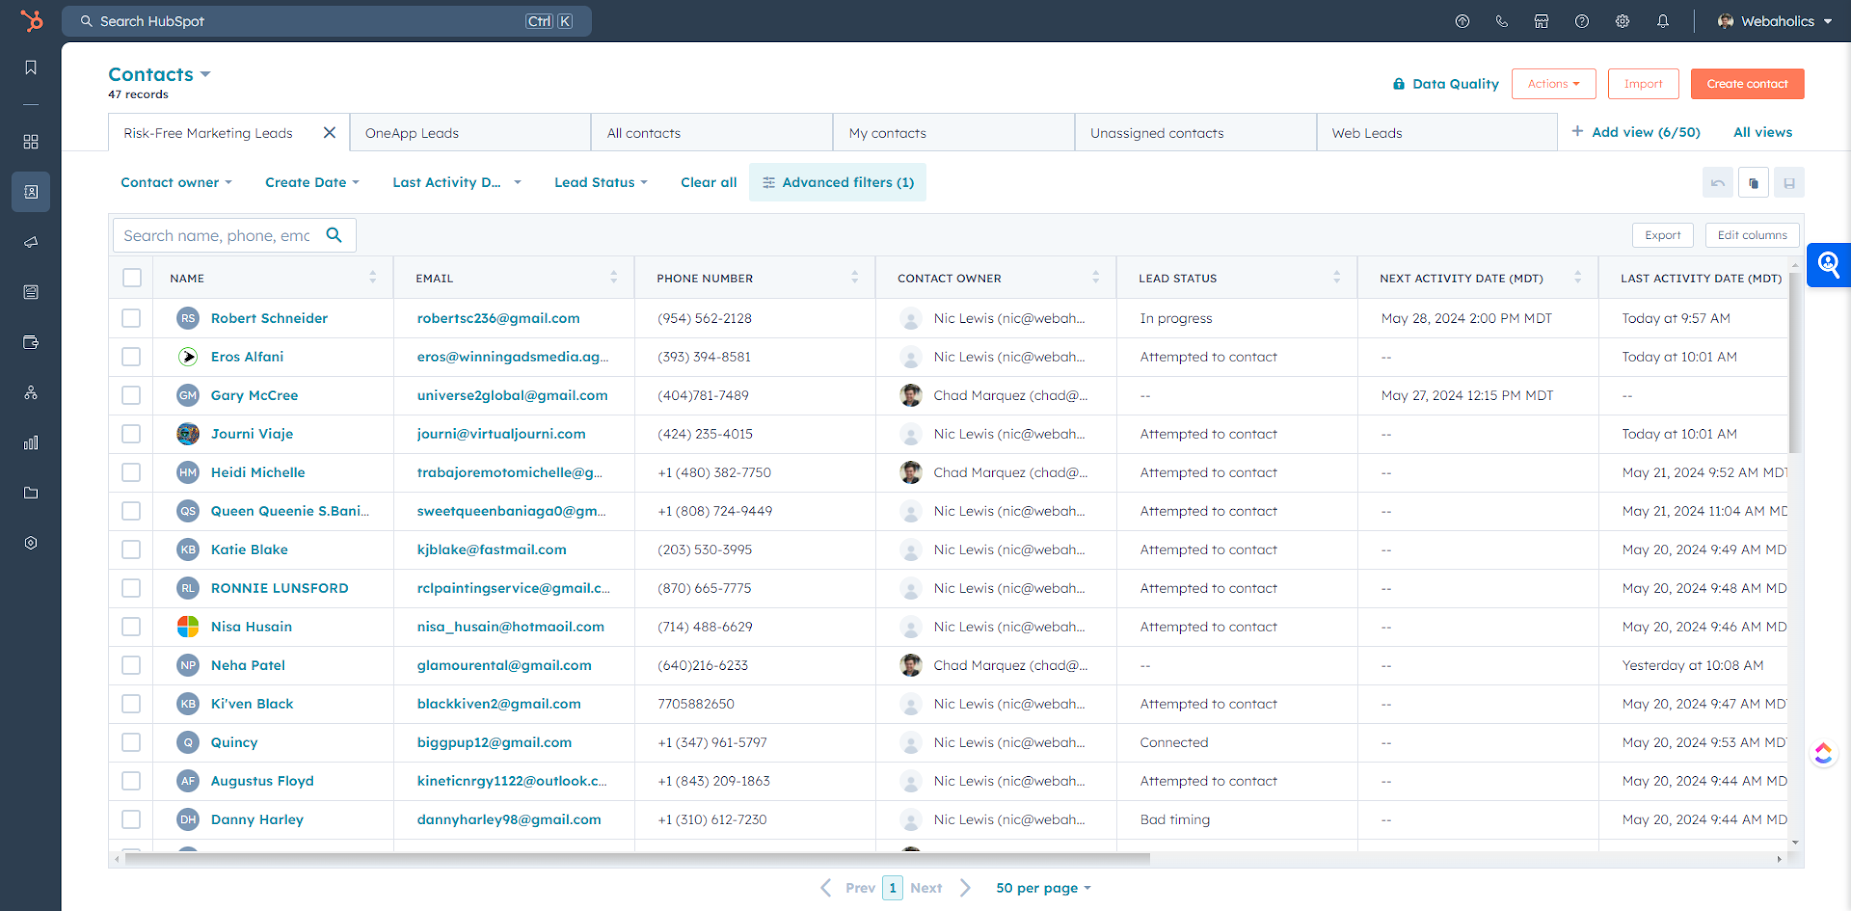 Search HubSpot Ctrl K Webaholics
Contacts
47 records
Data Quality Actions Import Create contact
Risk-Free Marketing Leads OneApp Leads All contacts My contacts Unassigned contacts Web Leads + Add view (6/50) All views
Contact owner Create Date Last Activity D... Lead Status Clear all Advanced filters (1)
Search name, phone, emc Export Edit columns
NAME EMAIL PHONE NUMBER CONTACT OWNER LEAD STATUS NEXT ACTIVITY DATE (MDT) LAST ACTIVITY DATE (MDT)
RS Robert Schneider robertsc236@gmail.com (954) 562-2128 Nic Lewis (nic@webah... In progress May 28, 2024 2:00 PM MDT Today at 9:57 AM
Eros Alfani eros@winningadsmedia.ag... (393) 394-8581 Nic Lewis (nic@webah... Attempted to contact -- Today at 10:01 AM
GM Gary McCree universe2global@gmail.com (404)781-7489 Chad Marquez (chad@... -- May 27, 2024 12:15 PM MDT --
Journi Viaje journi@virtualjourni.com (424) 235-4015 Nic Lewis (nic@webah... Attempted to contact -- Today at 10:01 AM
HM Heidi Michelle trabajoremotomichelle@g... +1 (480) 382-7750 Chad Marquez (chad@... Attempted to contact -- May 21, 2024 9:52 AM MDT
QS Queen Queenie S.Bani... sweetqueenbaniaga0@gm... +1 (808) 724-9449 Nic Lewis (nic@webah... Attempted to contact -- May 21, 2024 11:04 AM MD
KB Katie Blake kjblake@fastmail.com (203) 530-3995 Nic Lewis (nic@webah... Attempted to contact -- May 20, 2024 9:49 AM MD
RL RONNIE LUNSFORD rclpaintingservice@gmail.c... (870) 665-7775 Nic Lewis (nic@webah... Attempted to contact -- May 20, 2024 9:48 AM MD
Nisa Husain nisa_husain@hotmaoil.com (714) 488-6629 Nic Lewis (nic@webah... Attempted to contact -- May 20, 2024 9:46 AM MD
NP Neha Patel glamourental@gmail.com (640)216-6233 Chad Marquez (chad@... -- -- Yesterday at 10:08 AM
KB Ki'ven Black blackkiven2@gmail.com 7705882650 Nic Lewis (nic@webah... Attempted to contact -- May 20, 2024 9:47 AM MD
Q Quincy biggpup12@gmail.com +1 (347) 961-5797 Nic Lewis (nic@webah... Connected -- May 20, 2024 9:53 AM MD
AF Augustus Floyd kineticnrgy1122@outlook.c... +1 (843) 209-1863 Nic Lewis (nic@webah... Attempted to contact -- May 20, 2024 9:44 AM MD
DH Danny Harley dannyharley98@gmail.com +1 (310) 612-7230 Nic Lewis (nic@webah... Bad timing -- May 20, 2024 9:44 AM MD
Prev 1 Next 50 per page